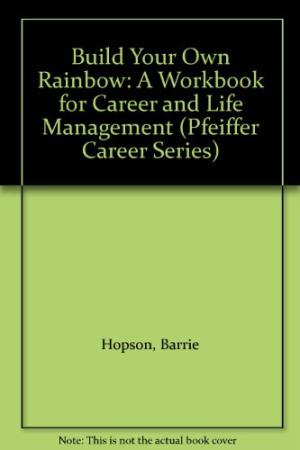 Build Your Own
Rainbow: A Workbook
for Career and Life
Management (Pfeiffer
Career Series)
Hopson, Barrie
Note: This is not the actual book cover